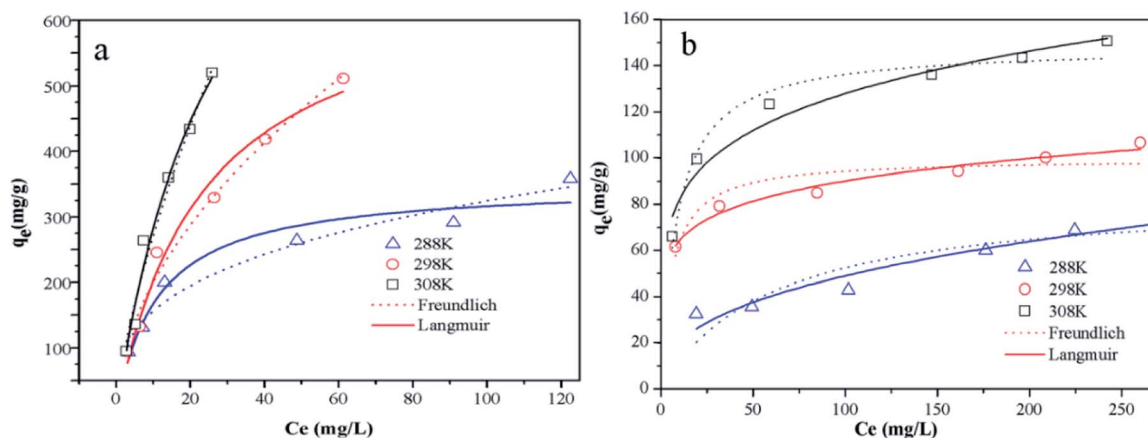 a
600
500
400
300
200
100
qe(mg/g)
288K
298K
308K
Freundlich
Langmuir
0 20 40 60 80 100 120
Ce (mg/L)
b
160
140
120
100
80
60
40
20
0
qe(mg/g)
288K
298K
308K
Freundlich
Langmuir
0 50 100 150 200 250
Ce (mg/L)